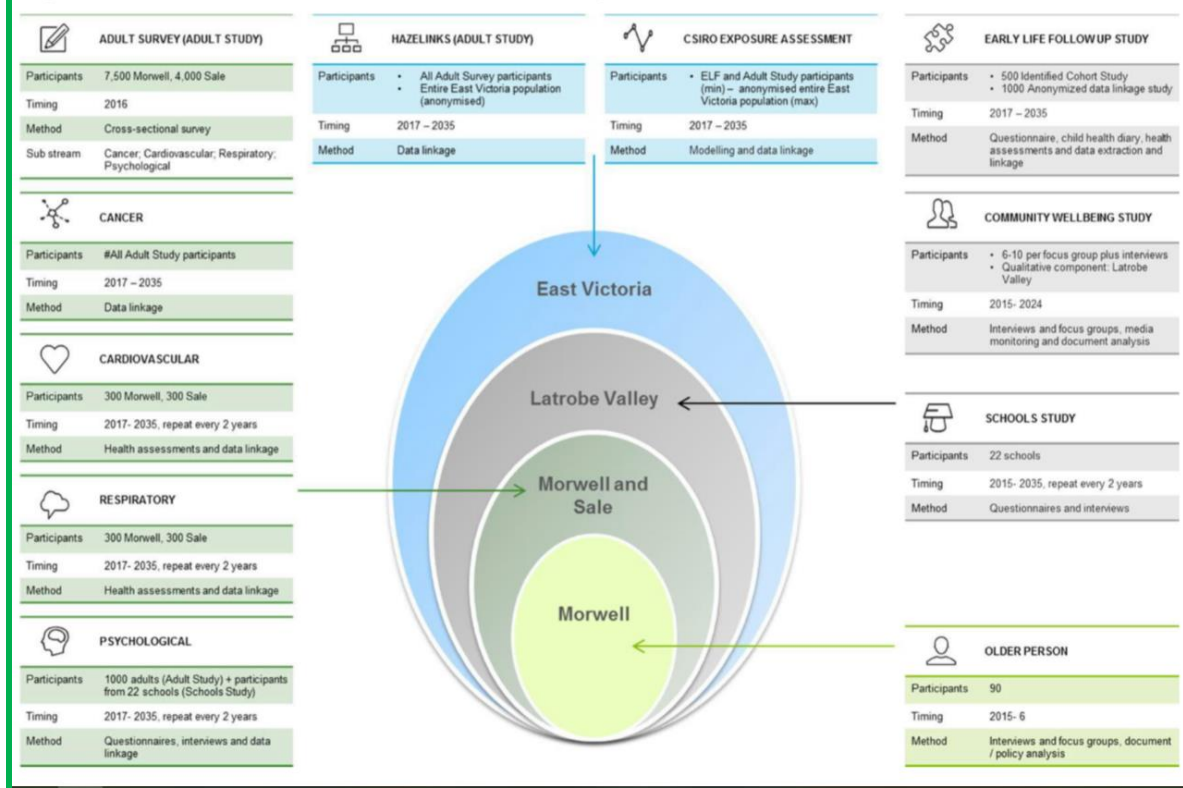 ADULT SURVEY (ADULT STUDY)
Participants 7,500 Morwell, 4,000 Sale
Timing 2016
Method Cross-sectional survey
Sub stream Cancer; Cardiovascular; Respiratory;
Psychological
CANCER
Participants #All Adult Study participants
Timing 2017 – 2035
Method Data linkage
CARDIOVASCULAR
Participants 300 Morwell, 300 Sale
Timing 2017- 2035, repeat every 2 years
Method Health assessments and data linkage
RESPIRATORY
Participants 300 Morwell, 300 Sale
Timing 2017- 2035, repeat every 2 years
Method Health assessments and data linkage
PSYCHOLOGICAL
Participants 1000 adults (Adult Study) + participants
from 22 schools (Schools Study)
Timing 2017- 2035, repeat every 2 years
Method Questionnaires, interviews and data
linkage
HAZELINKS (ADULT STUDY)
Participants • All Adult Survey participants
• Entire East Victoria population
(anonymised)
Timing 2017 – 2035
Method Data linkage
CSIRO EXPOSURE ASSESSMENT
Participants • ELF and Adult Study participants
(min) – anonymised entire East
Victoria population (max)
Timing 2017 – 2035
Method Modelling and data linkage
East Victoria
Latrobe Valley
Morwell and
Sale
Morwell
EARLY LIFE FOLLOW UP STUDY
Participants • 500 Identified Cohort Study
• 1000 Anonymized data linkage study
Timing 2017 – 2035
Method Questionnaire, child health diary, health
assessments and data extraction and
linkage
COMMUNITY WELLBEING STUDY
Participants • 6-10 per focus group plus interviews
• Qualitative component: Latrobe
Valley
Timing 2015- 2024
Method Interviews and focus groups, media
monitoring and document analysis
SCHOOLS STUDY
Participants 22 schools
Timing 2015- 2035, repeat every 2 years
Method Questionnaires and interviews
OLDER PERSON
Participants 90
Timing 2015- 6
Method Interviews and focus groups, document
/ policy analysis